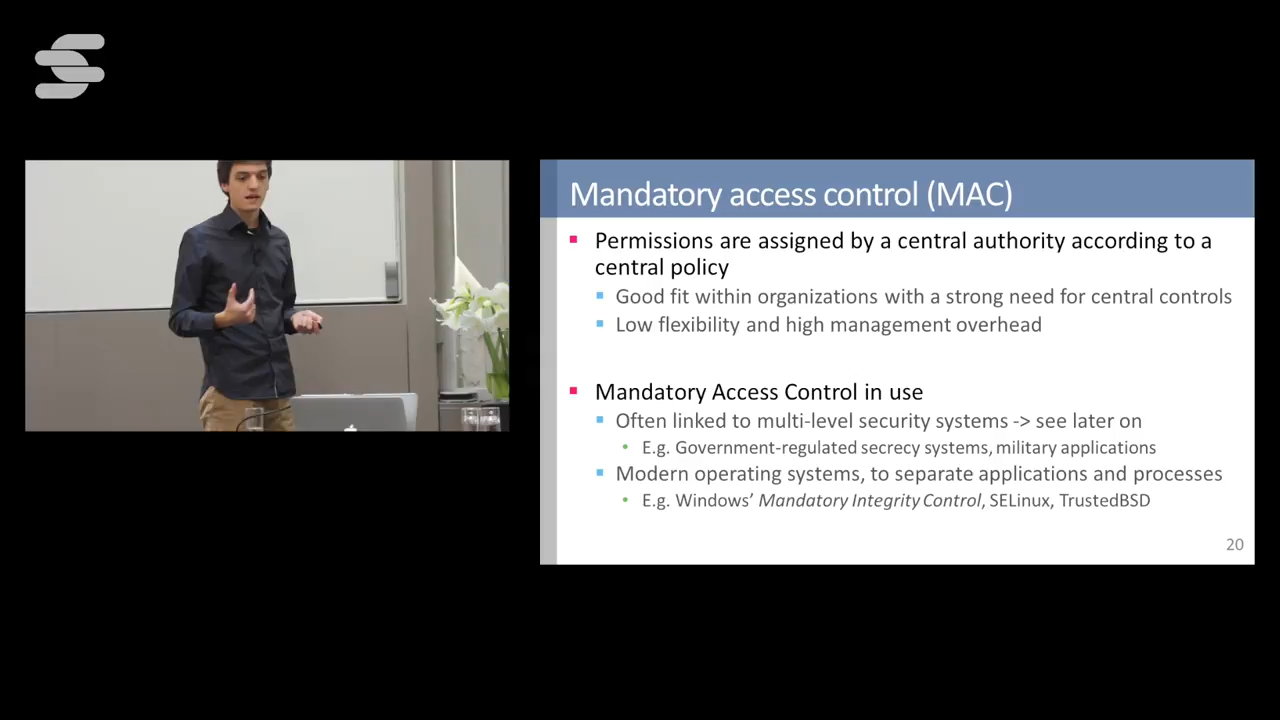 Mandatory access control (MAC)
Permissions are assigned by a central authority according to a
central policy
Good fit within organizations with a strong need for central controls
Low flexibility and high management overhead
Mandatory Access Control in use
Often linked to multi-level security systems -> see later on
E.g. Government-regulated secrecy systems, military applications
Modern operating systems, to separate applications and processes
E.g. Windows’ Mandatory Integrity Control, SELinux, TrustedBSD
20